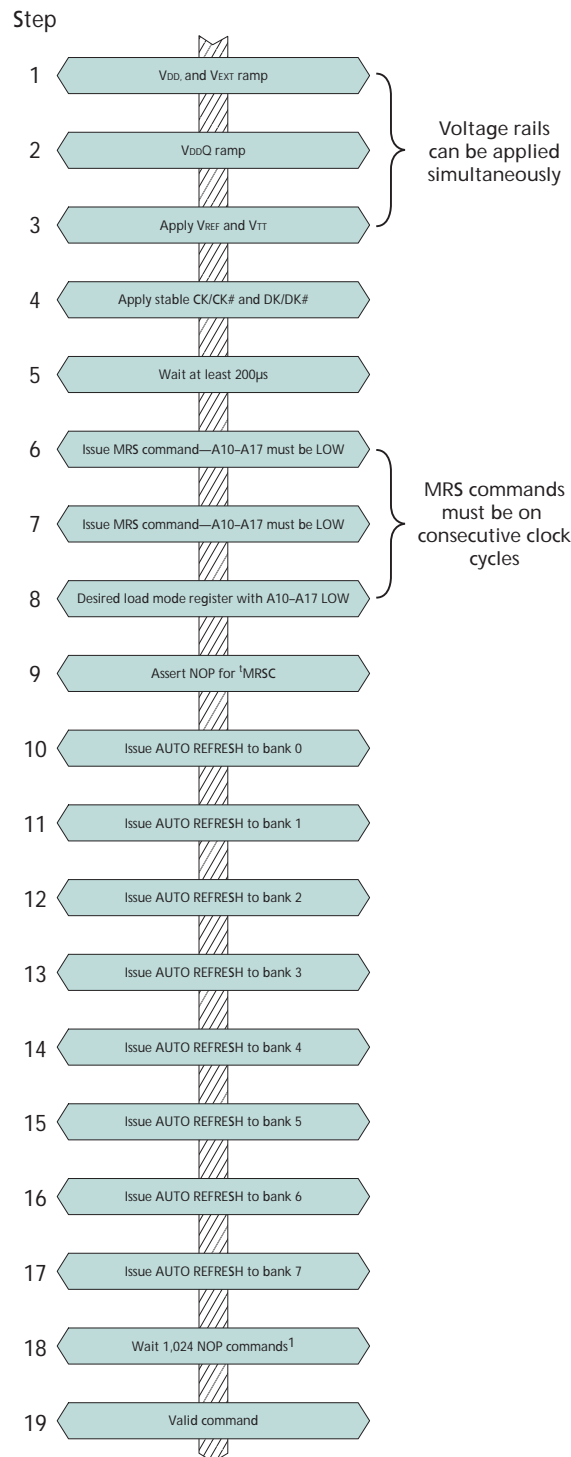 Step
1 VDD, and VEXT ramp
2 VDDQ ramp
3 Apply VREF and VTT
Voltage rails
can be applied
simultaneously
4 Apply stable CK/CK# and DK/DK#
5 Wait at least 200µs
6 Issue MRS command—A10–A17 must be LOW
7 Issue MRS command—A10–A17 must be LOW
8 Desired load mode register with A10–A17 LOW
MRS commands
must be on
consecutive clock
cycles
9 Assert NOP for tMRSC
10 Issue AUTO REFRESH to bank 0
11 Issue AUTO REFRESH to bank 1
12 Issue AUTO REFRESH to bank 2
13 Issue AUTO REFRESH to bank 3
14 Issue AUTO REFRESH to bank 4
15 Issue AUTO REFRESH to bank 5
16 Issue AUTO REFRESH to bank 6
17 Issue AUTO REFRESH to bank 7
18 Wait 1,024 NOP commands1
19 Valid command